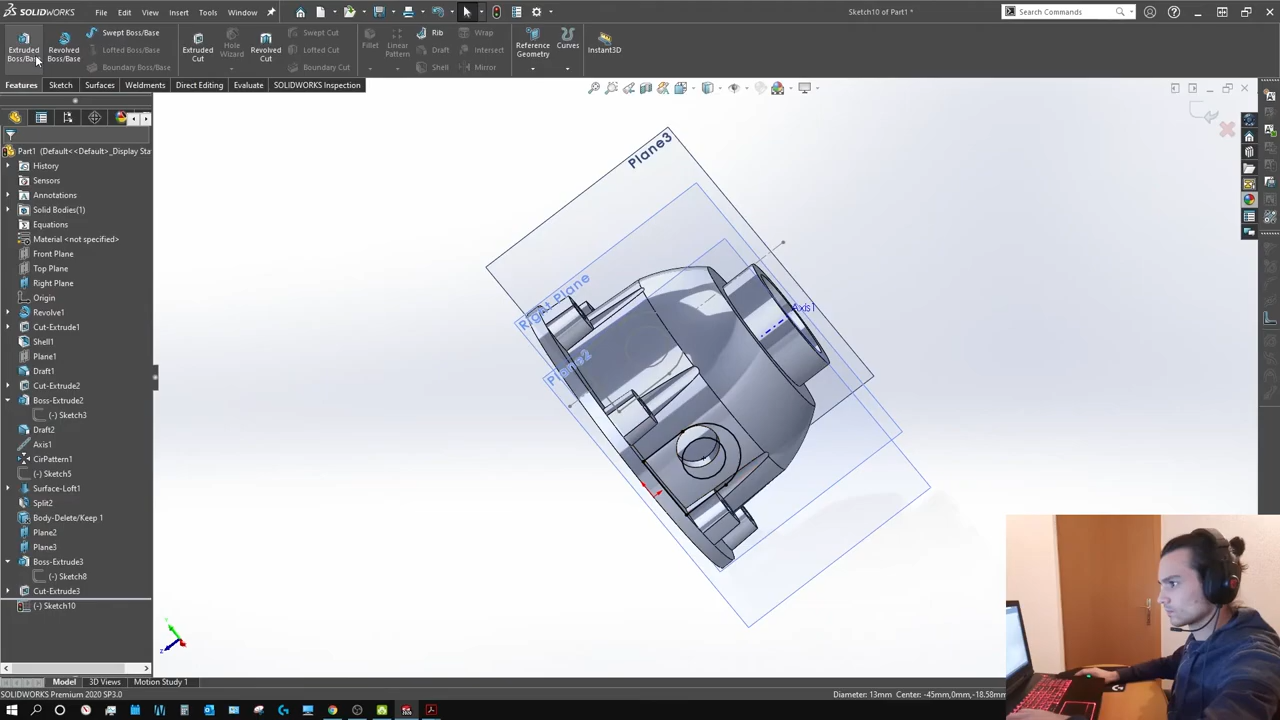 SOLIDWORKS File Edit View Insert Tools Window Sketch10 of Part1 * Search Commands
Extruded Boss/Base
Revolved Boss/Base
Swept Boss/Base
Lofted Boss/Base
Boundary Boss/Base
Extruded Cut
Hole Wizard
Revolved Cut
Swept Cut
Lofted Cut
Boundary Cut
Fillet
Linear Pattern
Rib
Draft
Shell
Wrap
Intersect
Mirror
Reference Geometry
Curves
Instant3D
Features Sketch Surfaces Weldments Direct Editing Evaluate SOLIDWORKS Inspection
Part1 (Default<<Default>_Display Sta
History
Sensors
Annotations
Solid Bodies(1)
Equations
Material <not specified>
Front Plane
Top Plane
Right Plane
Origin
Revolve1
Cut-Extrude1
Shell1
Plane1
Draft1
Cut-Extrude2
Boss-Extrude2
(-) Sketch3
Draft2
Axis1
CirPattern1
(-) Sketch5
Surface-Loft1
Split2
Body-Delete/Keep 1
Plane2
Plane3
Boss-Extrude3
(-) Sketch8
Cut-Extrude3
(-) Sketch10
Plane3
Right Plane
Plane2
Axis1
Model 3D Views Motion Study 1
SOLIDWORKS Premium 2020 SP3.0 Diameter: 13mm Center: -45mm,0mm,-18.58mm